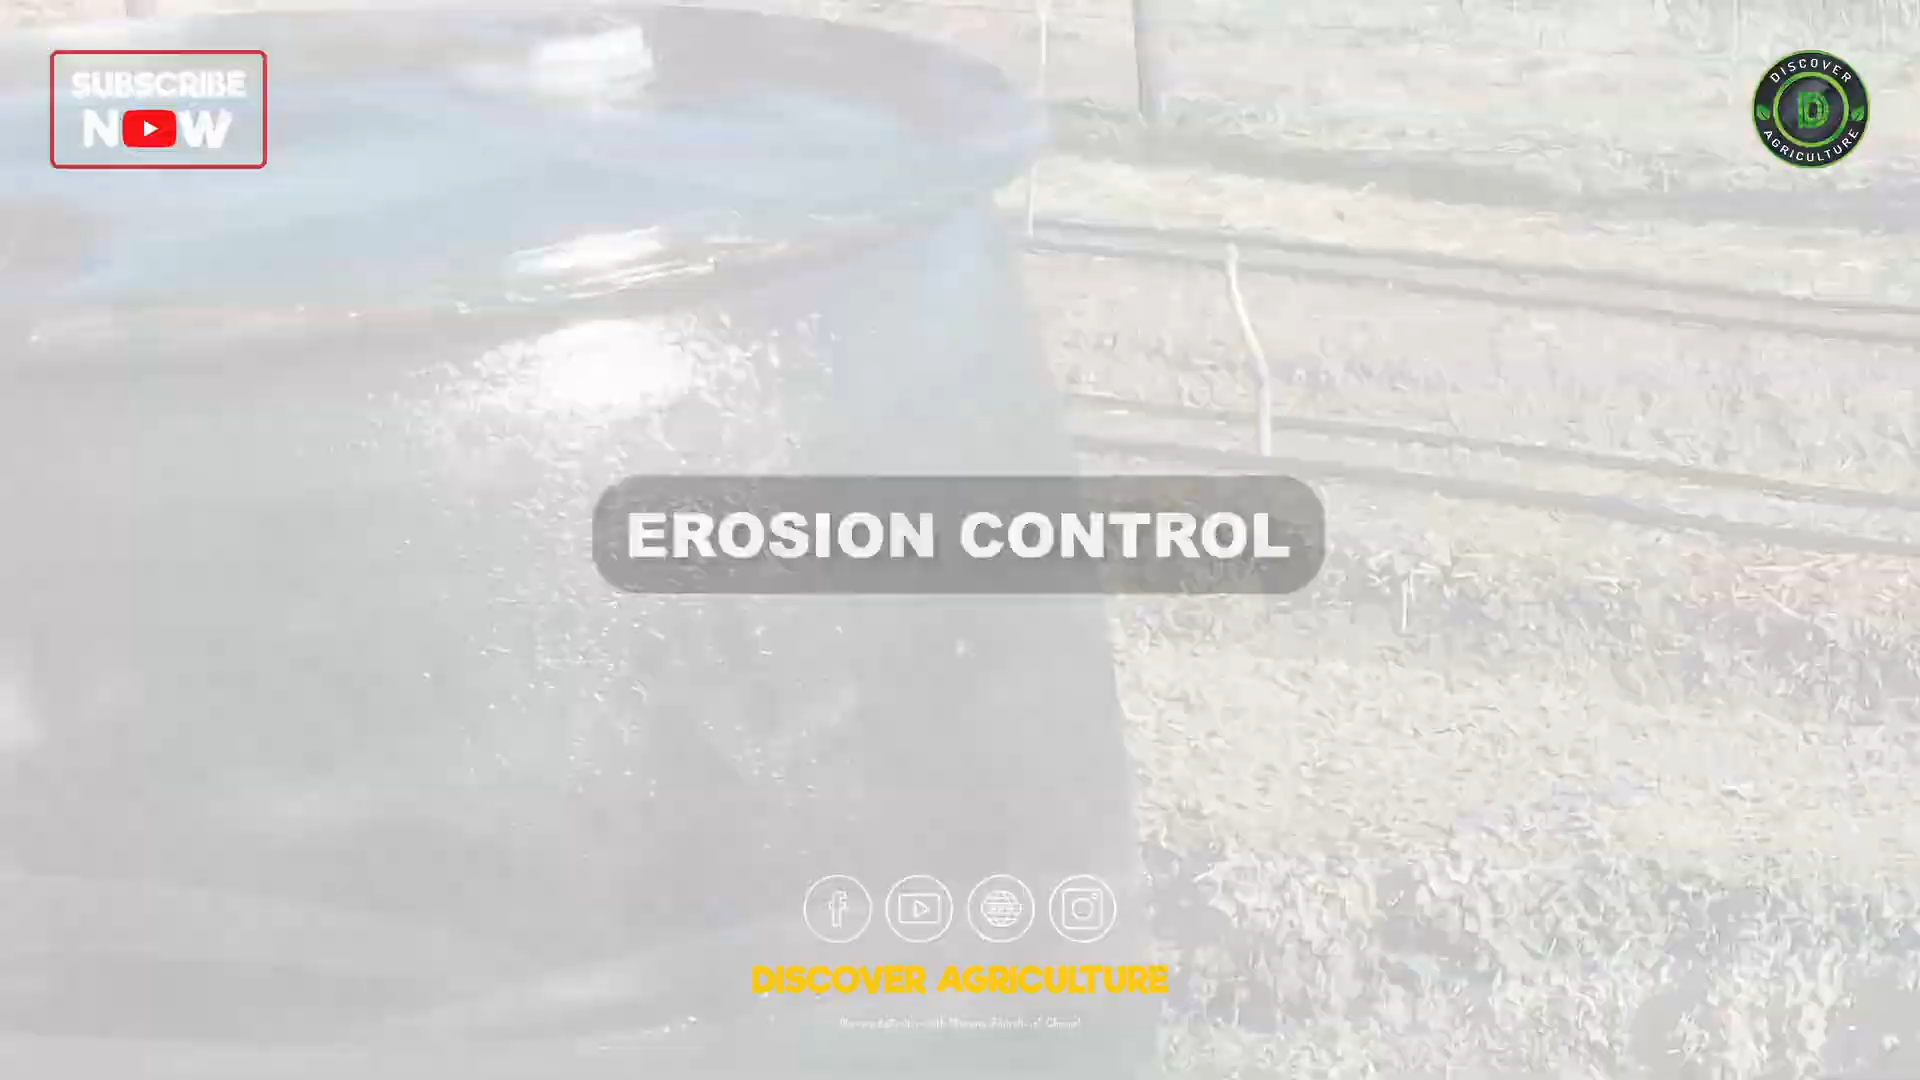 SUBSCRIBE
NOW
DISCOVER
D
AGRICULTURE
EROSION CONTROL
DISCOVER AGRICULTURE